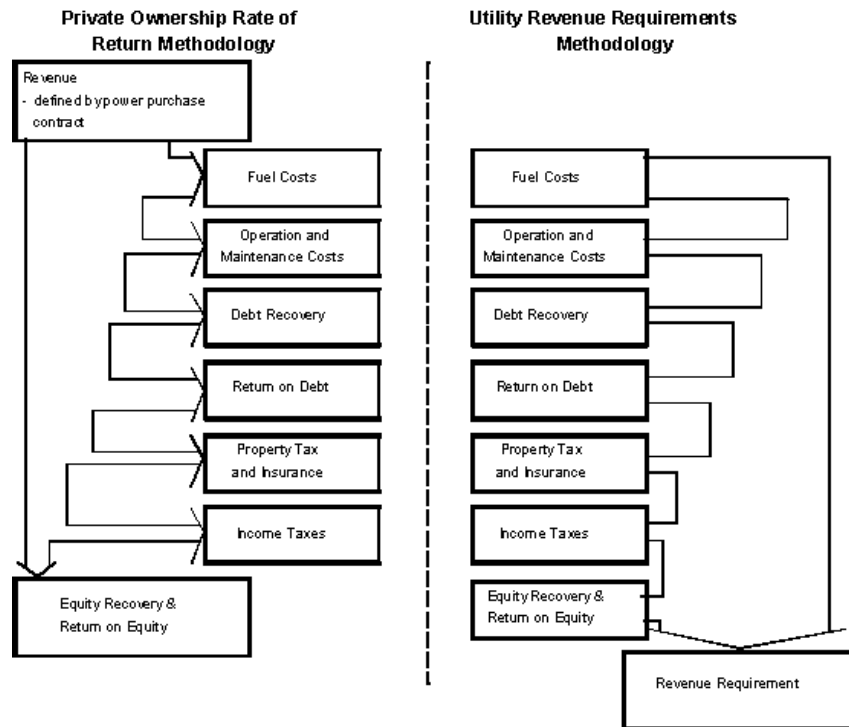 Private Ownership Rate of
Return Methodology
Revenue
- defined by power purchase
contract
Fuel Costs
Operation and
Maintenance Costs
Debt Recovery
Return on Debt
Property Tax
and Insurance
Income Taxes
Equity Recovery &
Return on Equity
Utility Revenue Requirements
Methodology
Fuel Costs
Operation and
Maintenance Costs
Debt Recovery
Return on Debt
Property Tax
and Insurance
Income Taxes
Equity Recovery &
Return on Equity
Revenue Requirement